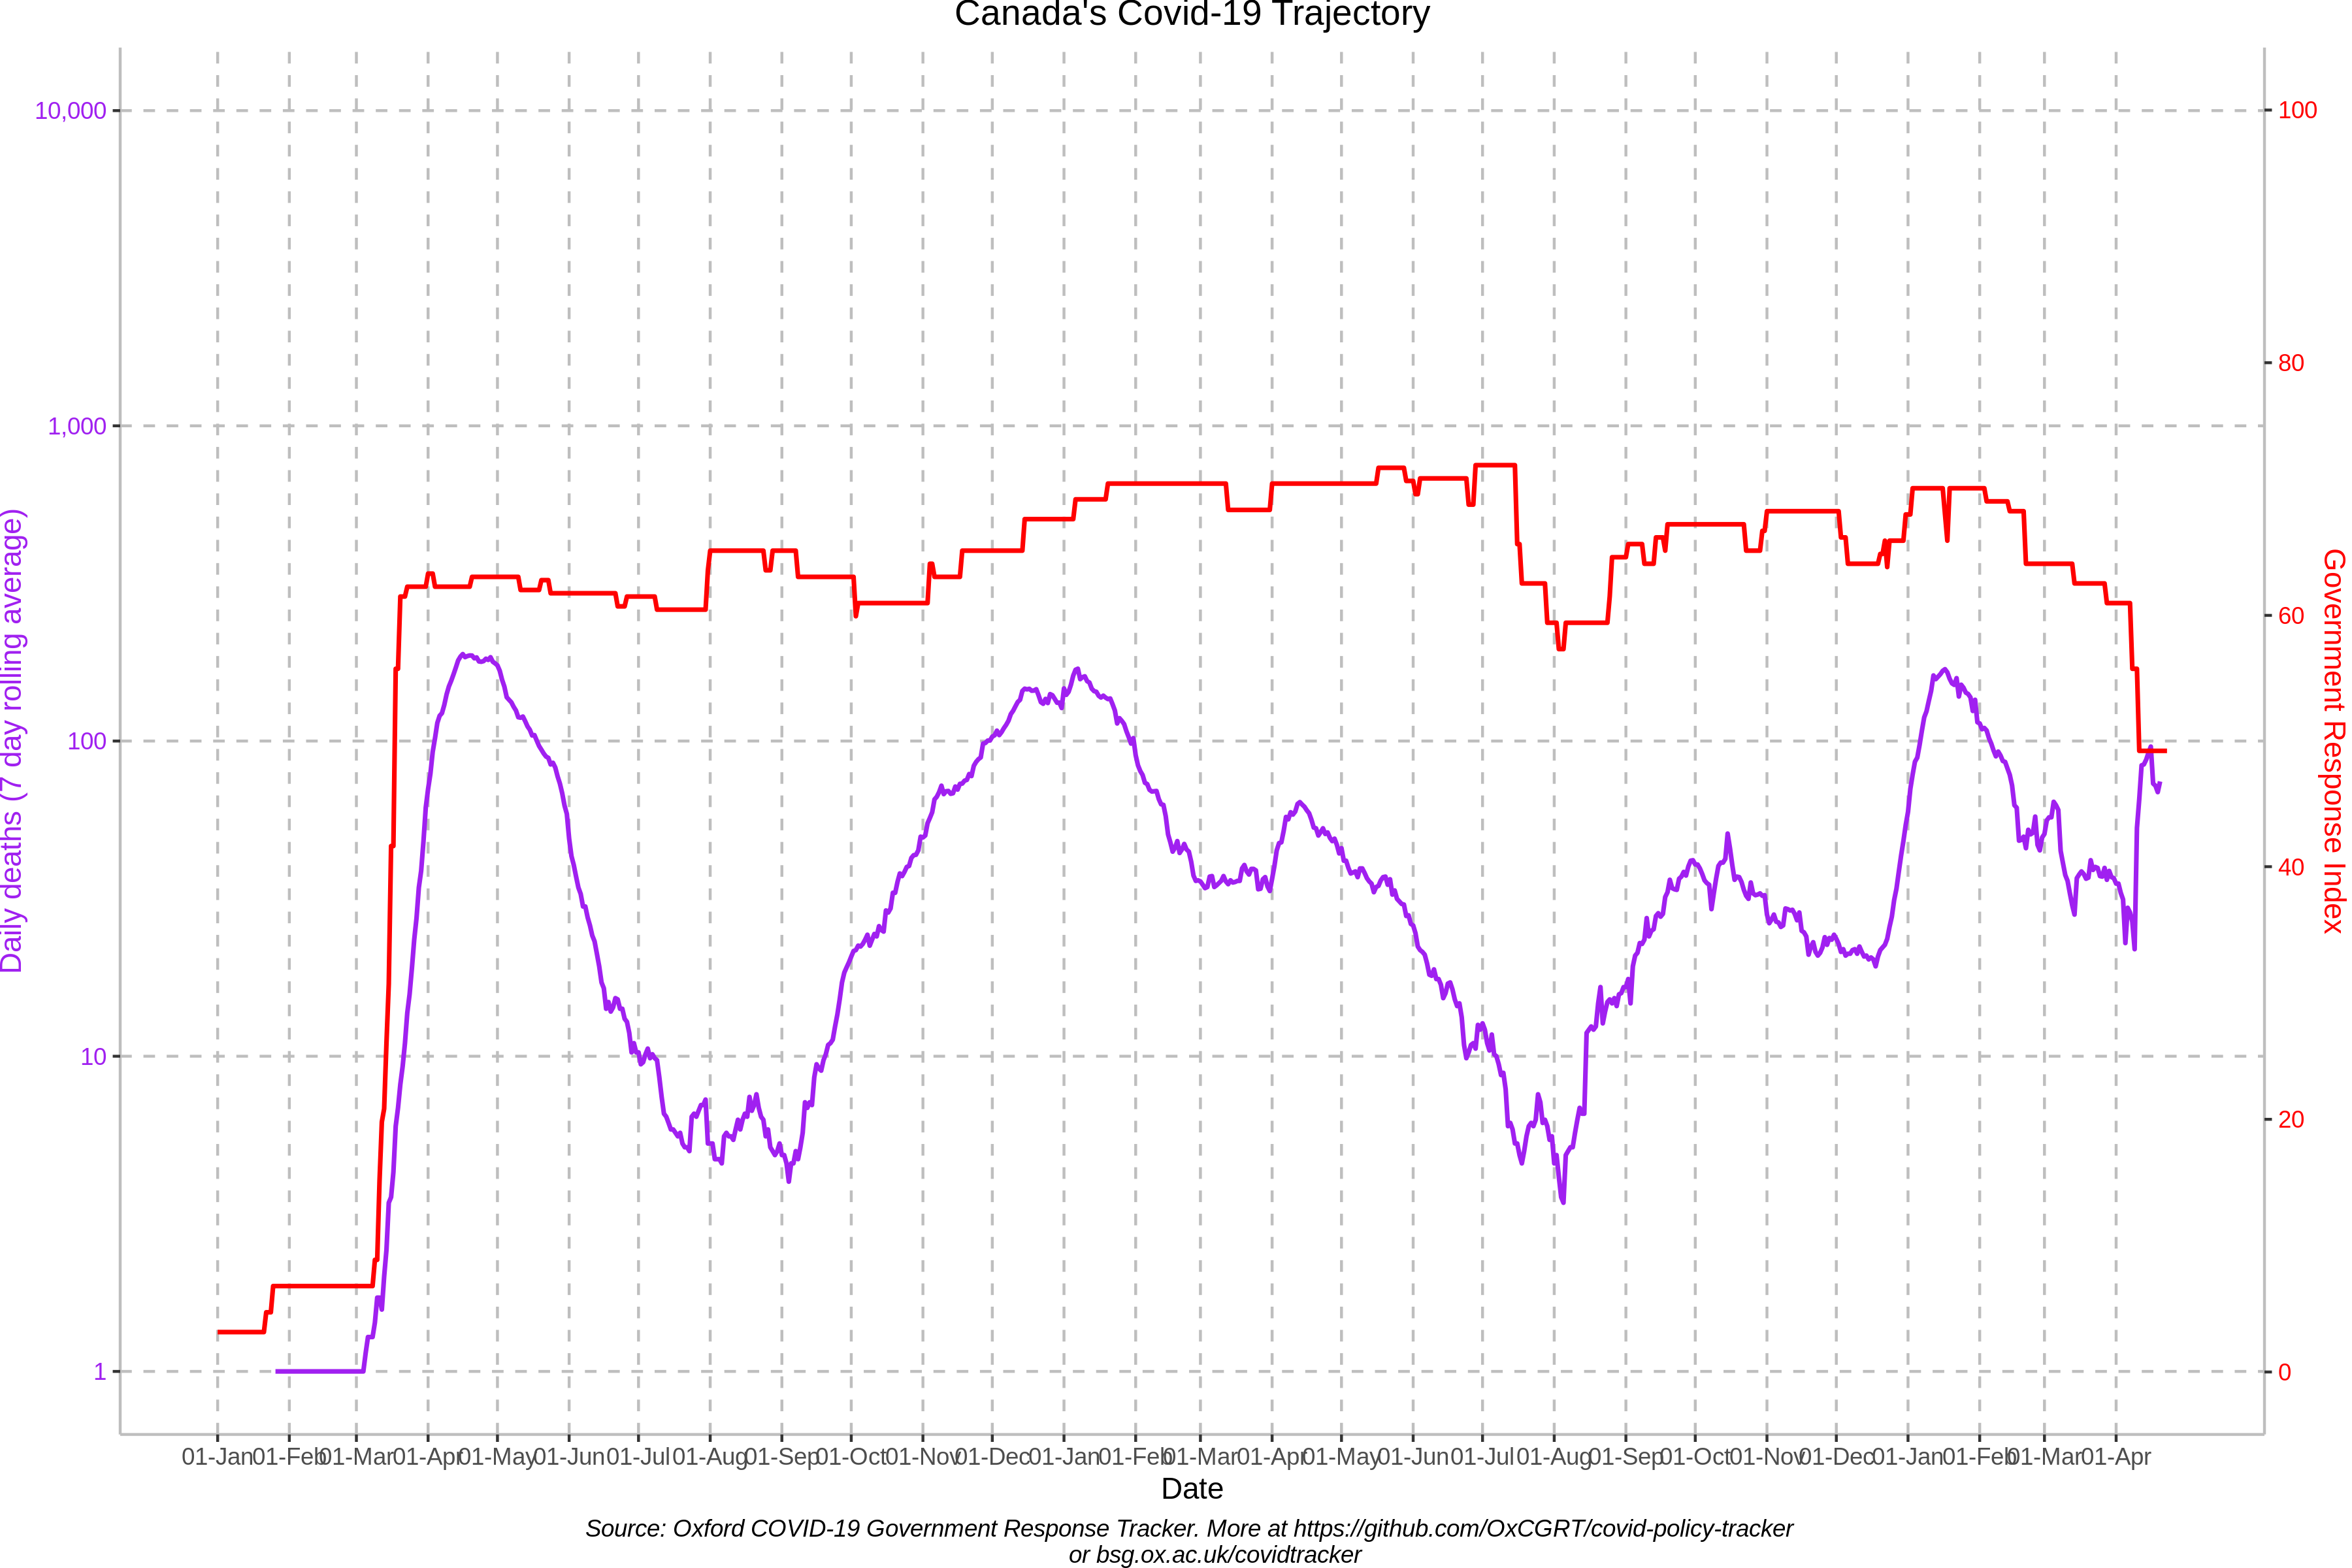 Canada's Covid-19 Trajectory
10,000
1,000
100
10
1
Daily deaths (7 day rolling average)
100
80
60
40
20
0
Government Response Index
01-Jan 01-Feb 01-Mar 01-Apr 01-May 01-Jun 01-Jul 01-Aug 01-Sep 01-Oct 01-Nov 01-Dec 01-Jan 01-Feb 01-Mar 01-Apr 01-May 01-Jun 01-Jul 01-Aug 01-Sep 01-Oct 01-Nov 01-Dec 01-Jan 01-Feb 01-Mar 01-Apr
Date
Source: Oxford COVID-19 Government Response Tracker. More at https://github.com/OxCGRT/covid-policy-tracker
or bsg.ox.ac.uk/covidtracker